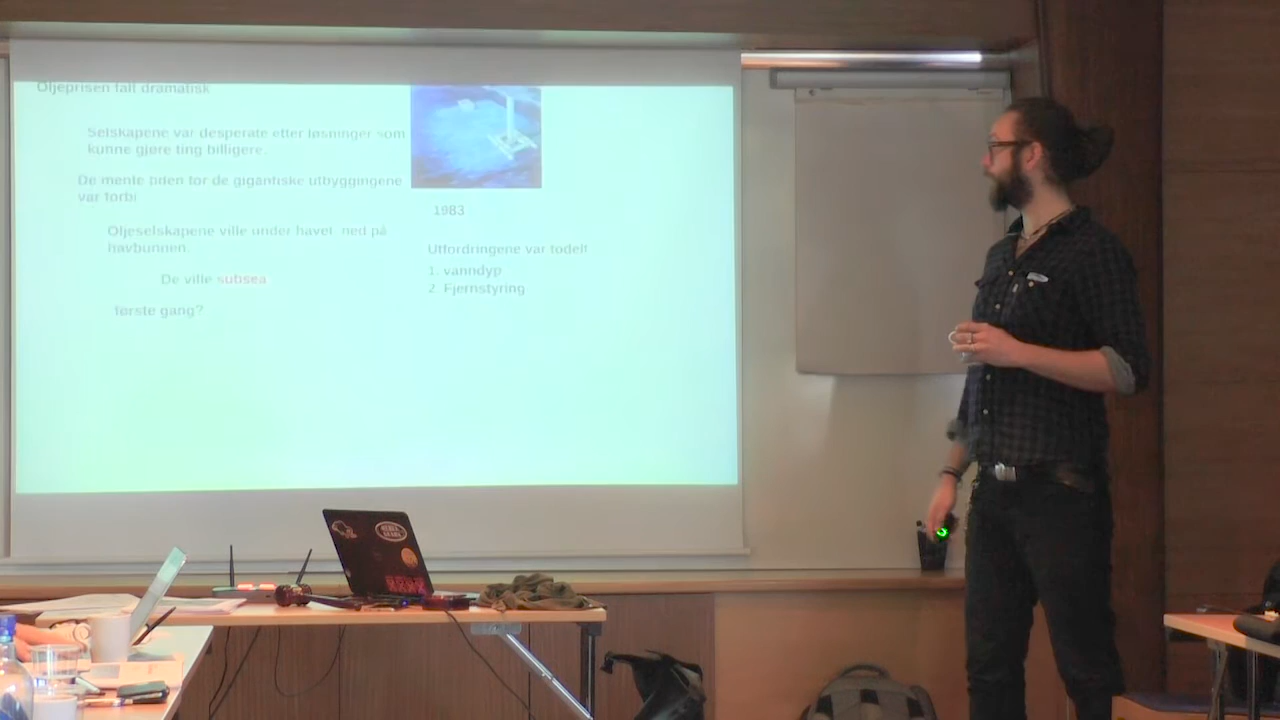 Oljeprisen falt dramatisk
Selskapene var desperate etter løsninger som
kunne gjøre ting billigere.
De mente tiden for de gigantiske utbyggingene
var forbi
Oljeselskapene ville under havet, ned på
havbunnen.
De ville subsea
første gang?
1983
Utfordringene var todelt
1. vanndyp
2. Fjernstyring